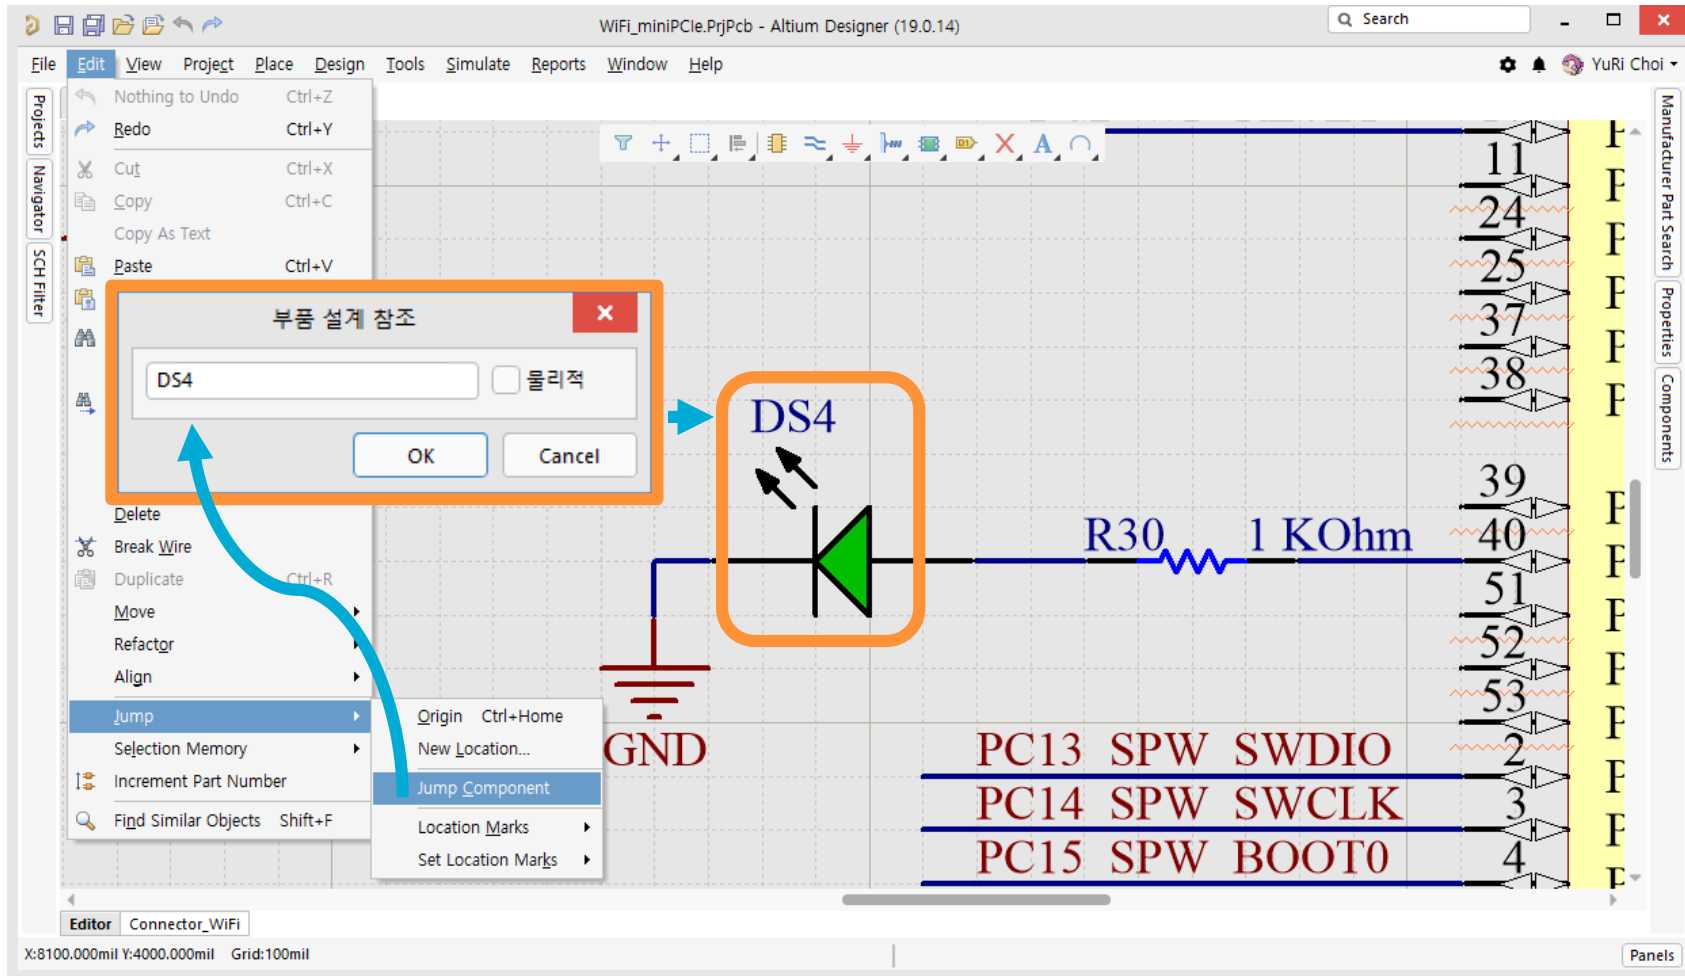 WiFi_miniPCIe.PrjPcb - Altium Designer (19.0.14)
Search
File Edit View Project Place Design Tools Simulate Reports Window Help
YuRi Choi
Projects
Navigator
SCH Filter
Nothing to Undo Ctrl+Z
Redo Ctrl+Y
Cut Ctrl+X
Copy Ctrl+C
Copy As Text
Paste Ctrl+V
부품 설계 참조
DS4
물리적
OK
Cancel
Delete
Break Wire
Duplicate Ctrl+R
Move
Refactor
Align
Jump
Selection Memory
Increment Part Number
Find Similar Objects Shift+F
Origin Ctrl+Home
New Location...
Jump Component
Location Marks
Set Location Marks
D1
A
DS4
R30 1 KOhm
GND
PC13 SPW SWDIO
PC14 SPW SWCLK
PC15 SPW BOOT0
11
24
25
37
38
39
40
51
52
53
2
3
4
Manufacturer Part Search
Properties
Components
Editor Connector_WiFi
X:8100.000mil Y:4000.000mil Grid:100mil
Panels